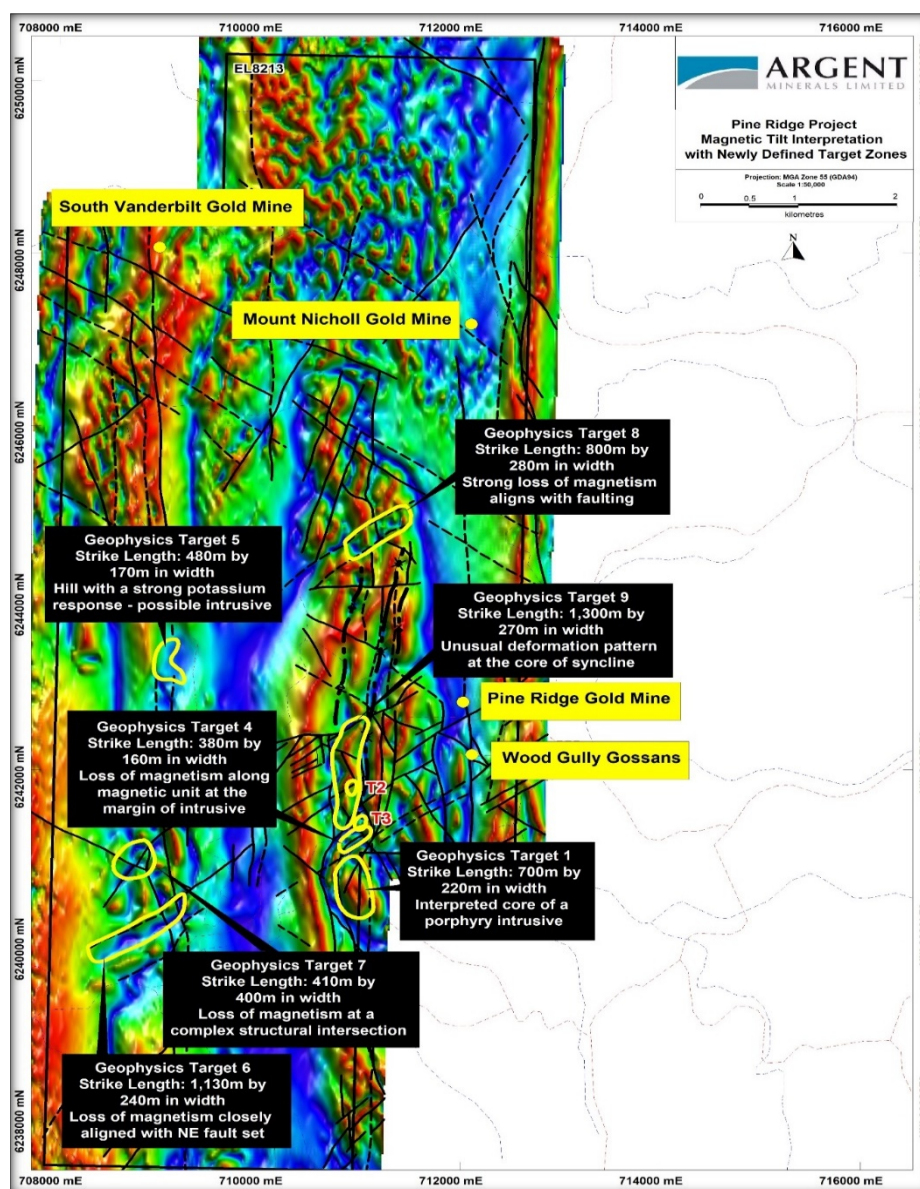 708000 mE
710000 mE
712000 mE
714000 mE
716000 mE
6250000 mN
6248000 mN
6246000 mN
6244000 mN
6242000 mN
6240000 mN
6238000 mN
EL8213
ARGENT
MINERALS LIMITED
Pine Ridge Project
Magnetic Tilt Interpretation
with Newly Defined Target Zones
Projection: MGA Zone 55 (GDA94)
Scale 1:50,000
0 0.5 1 2
kilometres
N
South Vanderbilt Gold Mine
Mount Nicholl Gold Mine
Geophysics Target 8
Strike Length: 800m by
280m in width
Strong loss of magnetism
aligns with faulting
Geophysics Target 5
Strike Length: 480m by
170m in width
Hill with a strong potassium
response - possible intrusive
Geophysics Target 9
Strike Length: 1,300m by
270m in width
Unusual deformation pattern
at the core of syncline
Pine Ridge Gold Mine
Wood Gully Gossans
Geophysics Target 4
Strike Length: 380m by
160m in width
Loss of magnetism along
magnetic unit at the
margin of intrusive
T2
T3
Geophysics Target 1
Strike Length: 700m by
220m in width
Interpreted core of a
porphyry intrusive
Geophysics Target 7
Strike Length: 410m by
400m in width
Loss of magnetism at a
complex structural intersection
Geophysics Target 6
Strike Length: 1,130m by
240m in width
Loss of magnetism closely
aligned with NE fault set
708000 mE
710000 mE
712000 mE
714000 mE
716000 mE